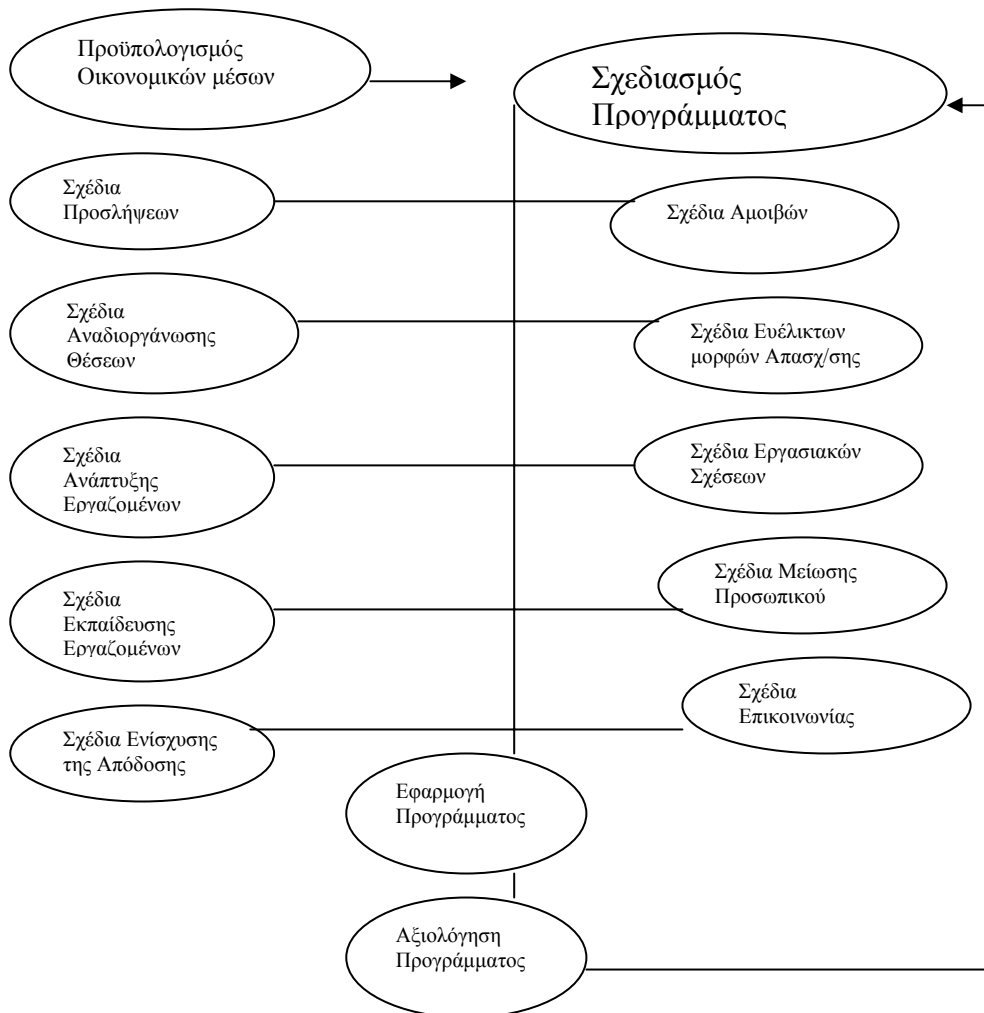 Προϋπολογισμός
Οικονομικών μέσων
Σχεδιασμός
Προγράμματος
Σχέδια
Προσλήψεων
Σχέδια Αμοιβών
Σχέδια
Αναδιοργάνωσης
Θέσεων
Σχέδια Ευέλικτων
μορφών Απασχ/σης
Σχέδια
Ανάπτυξης
Εργαζομένων
Σχέδια Εργασιακών
Σχέσεων
Σχέδια
Εκπαίδευσης
Εργαζομένων
Σχέδια Μείωσης
Προσωπικού
Σχέδια Ενίσχυσης
της Απόδοσης
Σχέδια
Επικοινωνίας
Εφαρμογή
Προγράμματος
Αξιολόγηση
Προγράμματος